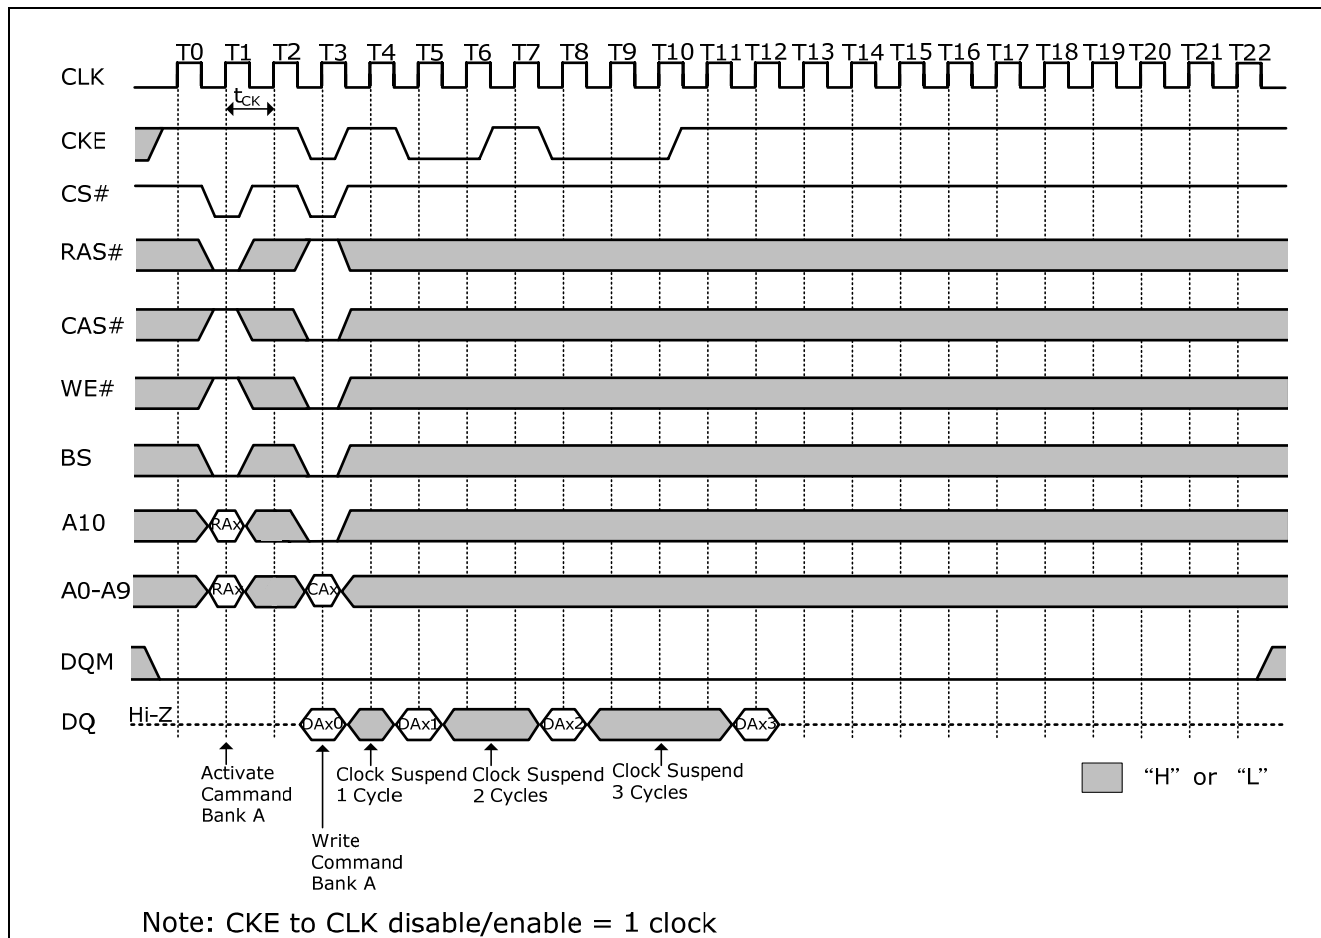 T0 T1 T2 T3 T4 T5 T6 T7 T8 T9 T10 T11 T12 T13 T14 T15 T16 T17 T18 T19 T20 T21 T22
CLK
tCK
CKE
CS#
RAS#
CAS#
WE#
BS
A10 RAx
A0-A9 RAx CAx
DQM
DQ Hi-Z DAx0 DAx1 DAx2 DAx3
Activate
Cammand
Bank A
Write
Command
Bank A
Clock Suspend
1 Cycle
Clock Suspend
2 Cycles
Clock Suspend
3 Cycles
“H” or “L”
Note: CKE to CLK disable/enable = 1 clock